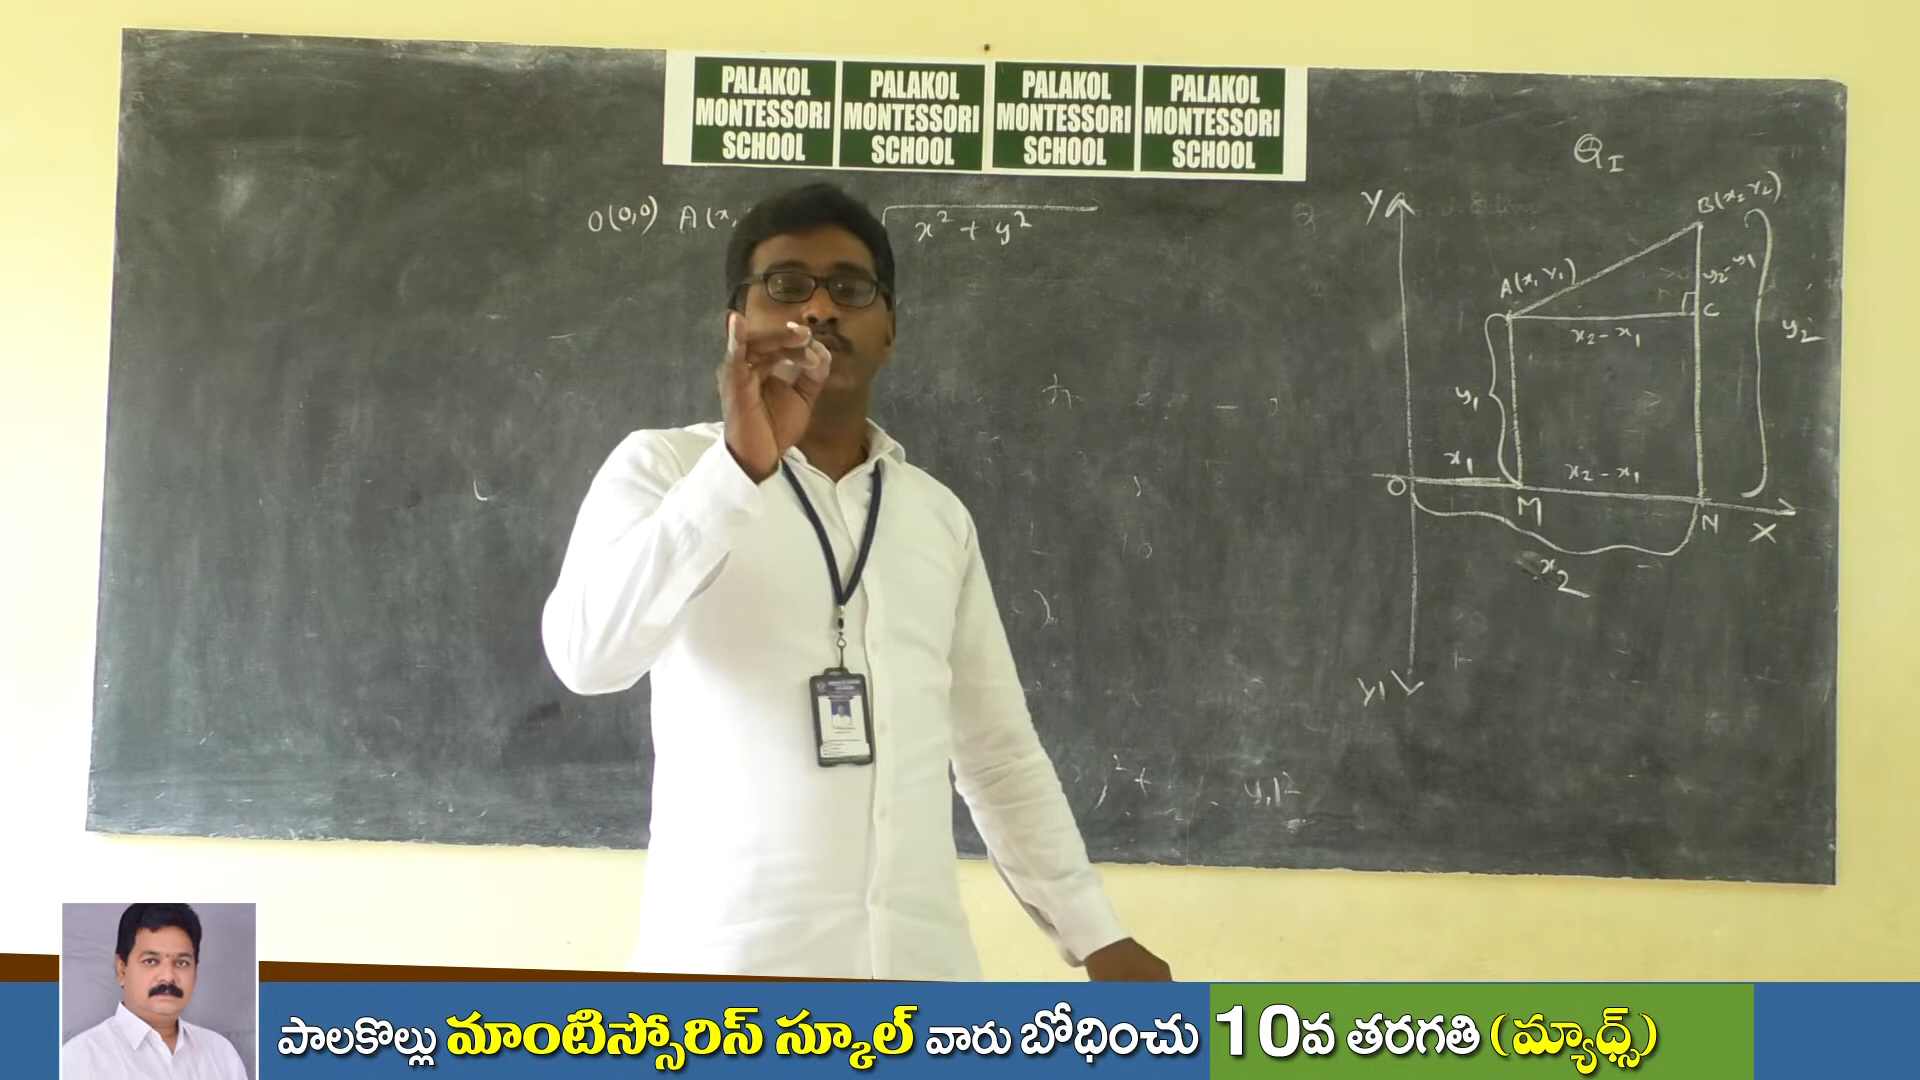 PALAKOL MONTESSORI SCHOOL
PALAKOL MONTESSORI SCHOOL
PALAKOL MONTESSORI SCHOOL
PALAKOL MONTESSORI SCHOOL
O(0,0) A(x,
√x² + y²
Q I
Y
B(x₂ Y₂)
A(x₁ Y₁)
y₂-y₁
C
x₂-x₁
y₂
y₁
x₁
x₂-x₁
O
M
N
X
x₂
Y1
పాలకొల్లు మాంటిస్సోరిస్ స్కూల్ వారు బోధించు 10వ తరగతి (మ్యాధ్స్)